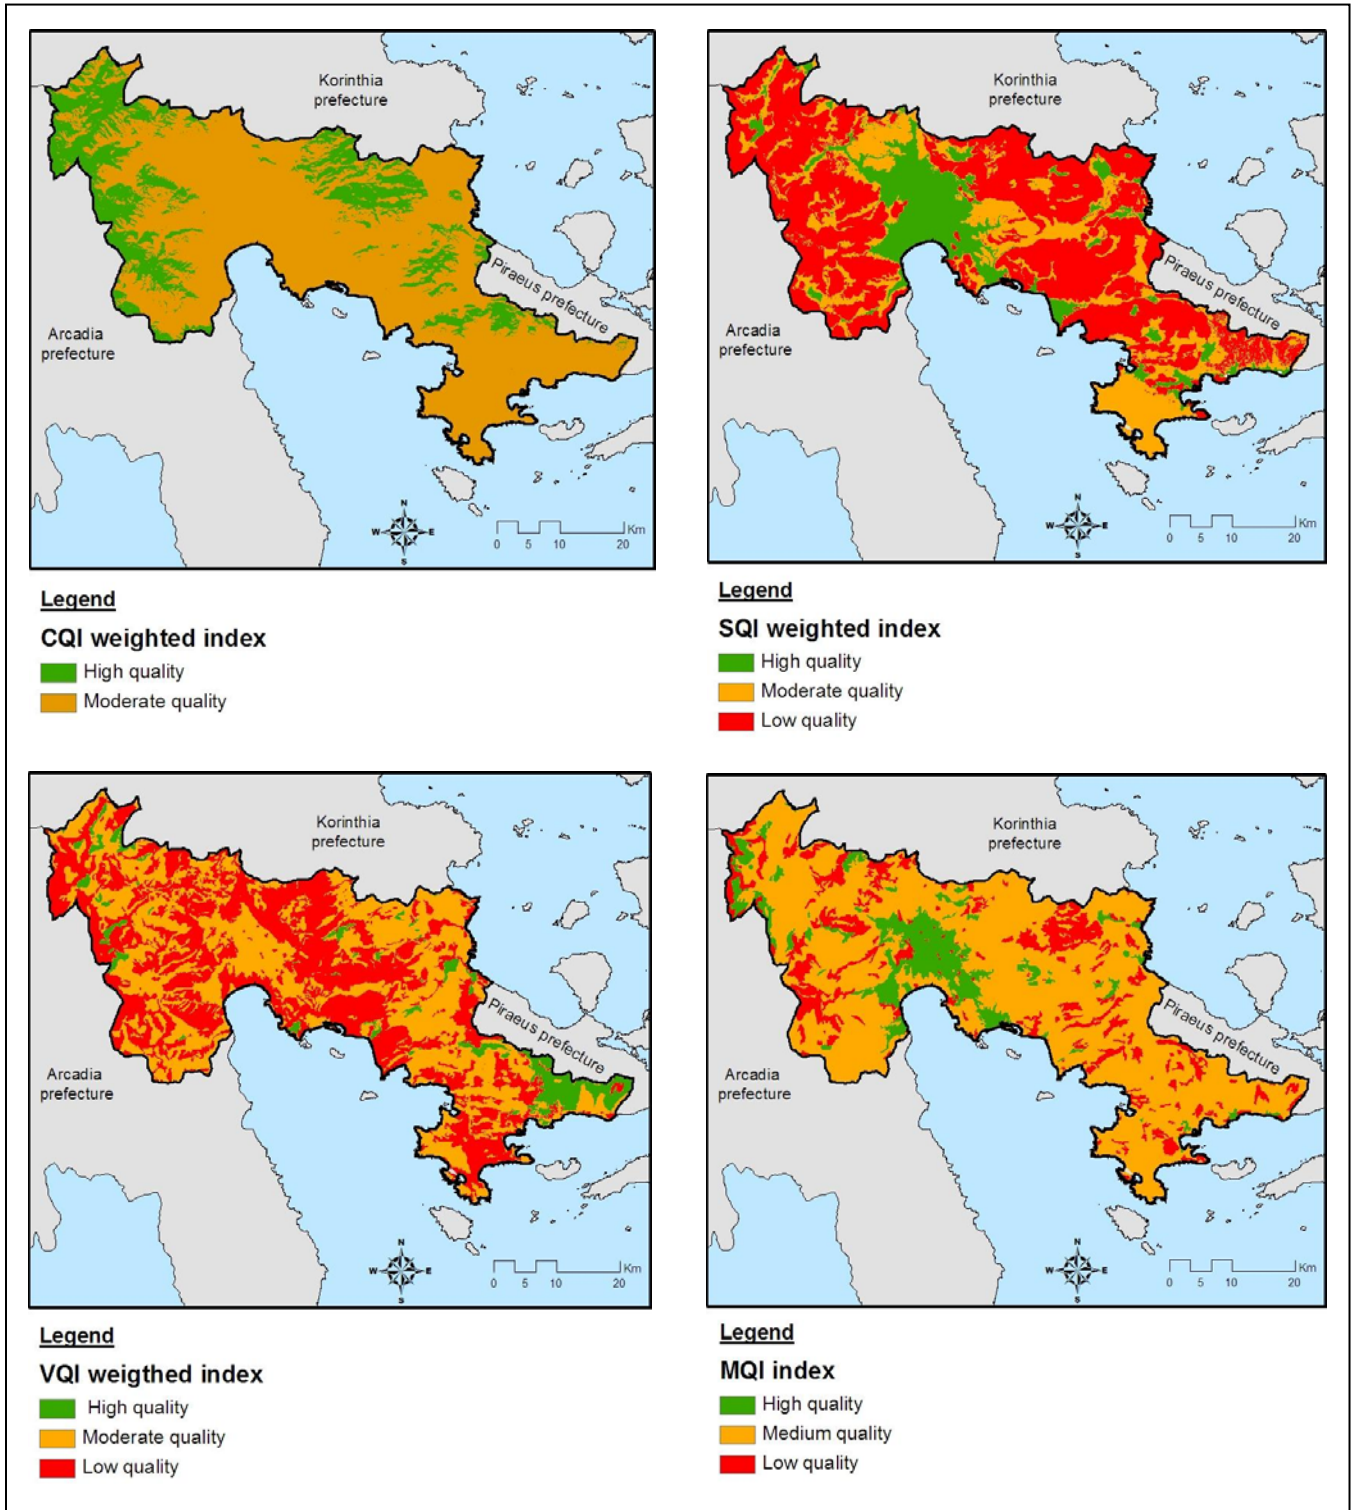 Korinthia
prefecture
Piraeus prefecture
Arcadia
prefecture
N
W E
S
Km
0 5 10 20
Legend
CQI weighted index
High quality
Moderate quality
Korinthia
prefecture
Piraeus prefecture
Arcadia
prefecture
N
W E
S
Km
0 5 10 20
Legend
SQI weighted index
High quality
Moderate quality
Low quality
Korinthia
prefecture
Piraeus prefecture
Arcadia
prefecture
N
W E
S
Km
0 5 10 20
Legend
VQI weigthed index
High quality
Moderate quality
Low quality
Korinthia
prefecture
Piraeus prefecture
Arcadia
prefecture
N
W E
S
Km
0 5 10 20
Legend
MQI index
High quality
Medium quality
Low quality